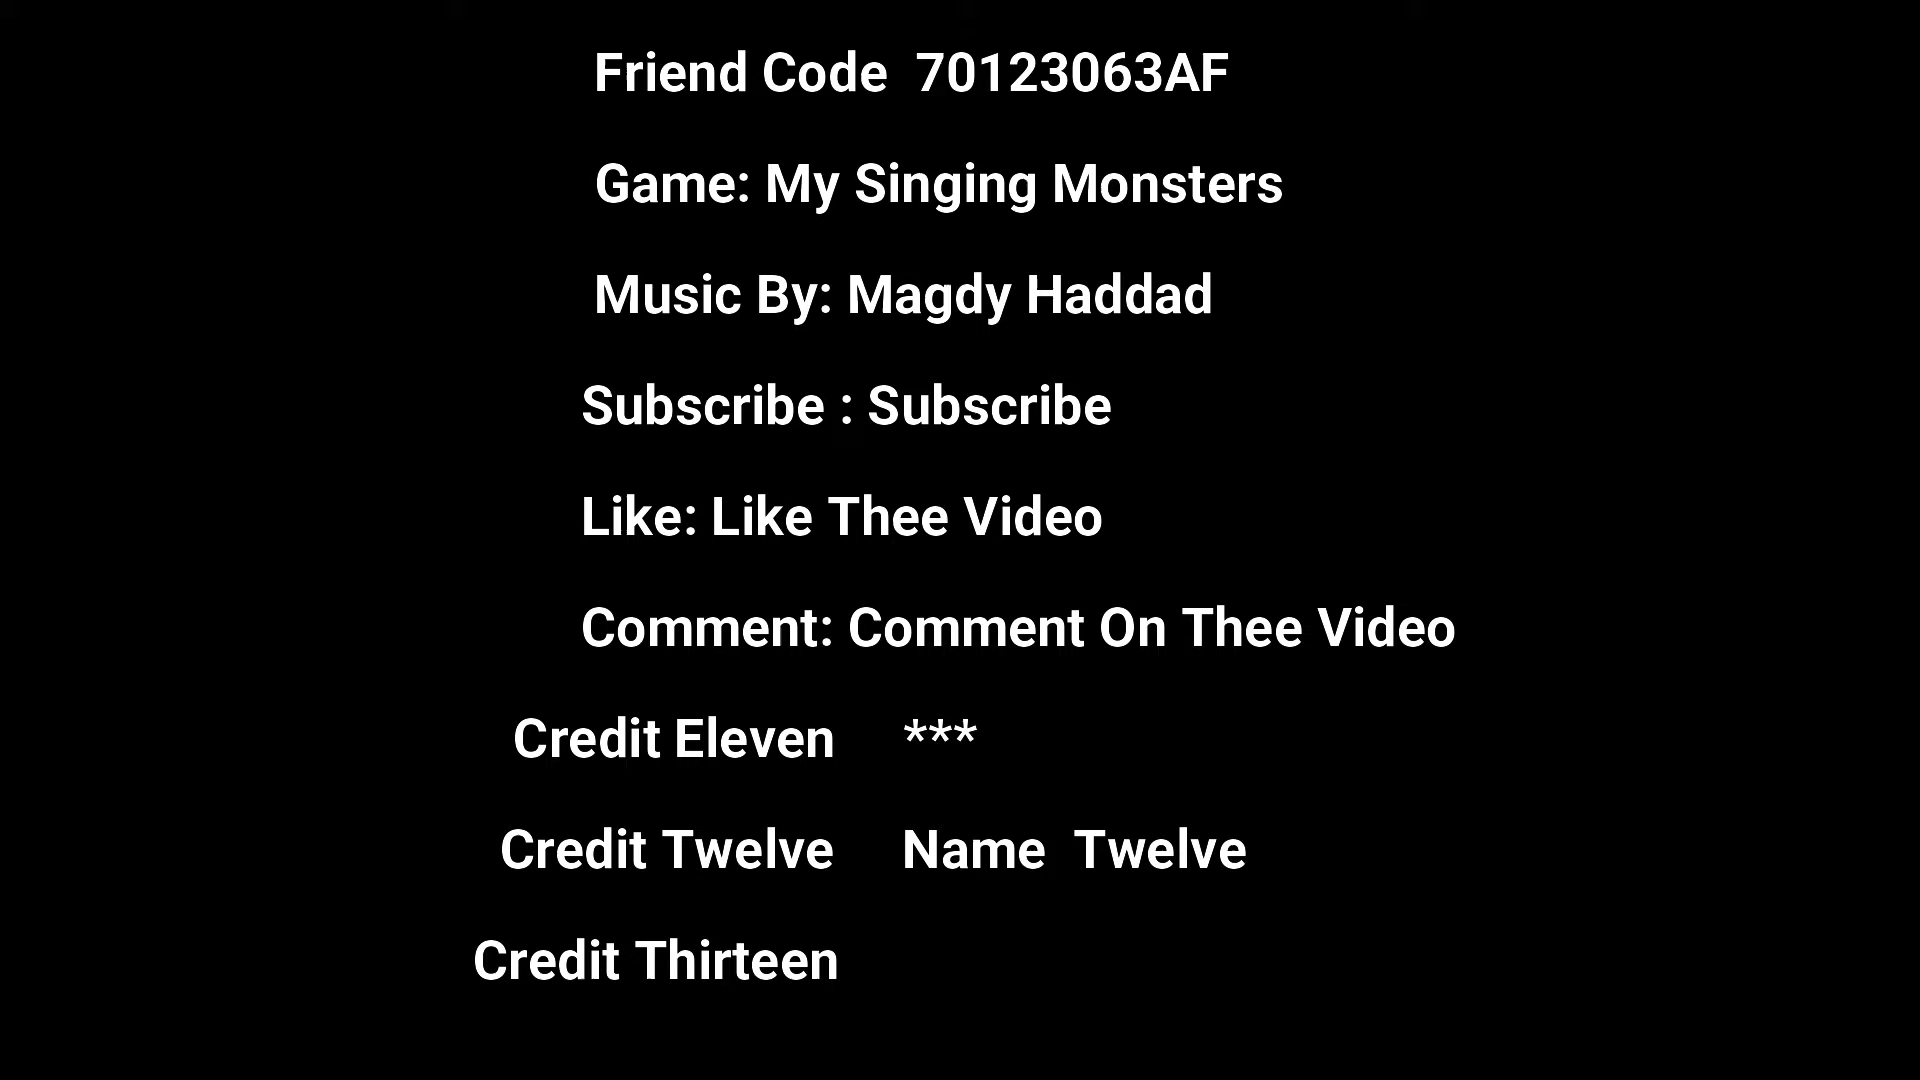 Friend Code  70123063AF
Game: My Singing Monsters
Music By: Magdy Haddad
Subscribe : Subscribe
Like: Like Thee Video
Comment: Comment On Thee Video
Credit Eleven     ***
Credit Twelve     Name  Twelve
Credit Thirteen